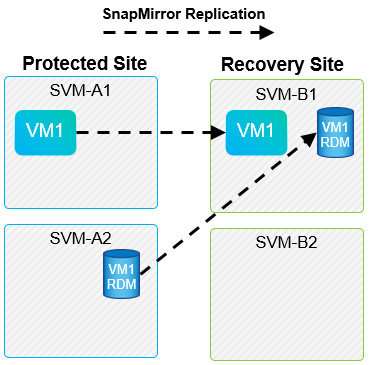 SnapMirror Replication
Protected Site
Recovery Site
SVM-A1
VM1
SVM-B1
VM1
VM1
RDM
SVM-A2
VM1
RDM
SVM-B2